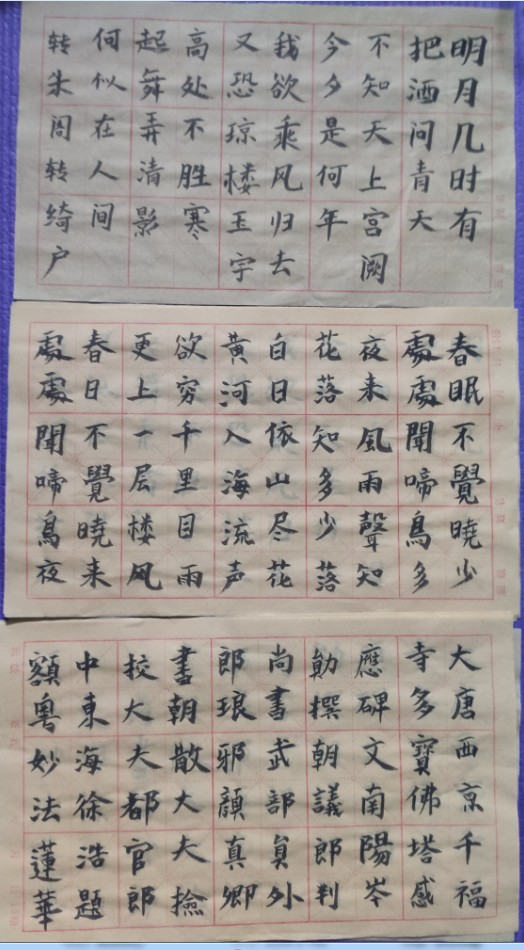 明月几时有
把酒问青天
不知天上宫阙
今夕是何年
我欲乘风归去
又恐琼楼玉宇
高处不胜寒
起舞弄清影
何似在人间
转朱阁转绮户
春眠不覺曉少
處處聞啼鳥多
夜来風雨聲知
花落知多少落
白日依山尽花
黄河入海流声
欲穷千里目雨
更上一层楼风
春日不覺曉来
處處聞啼鳥夜
大唐西京千福
寺多寶佛塔感
應碑文南陽岑
勛撰朝議郎判
尚書武部員外
郎琅邪顏真卿
書朝散大夫撿
校大夫都官郎
中東海徐浩題
額粵妙法蓮華